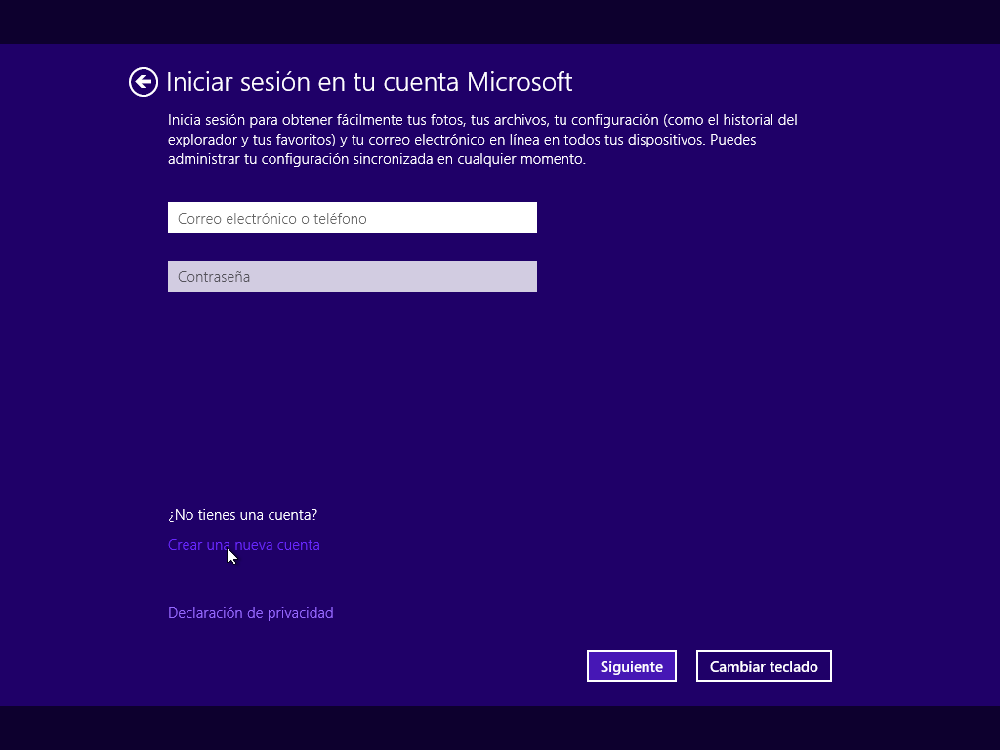 Iniciar sesión en tu cuenta Microsoft
Inicia sesión para obtener fácilmente tus fotos, tus archivos, tu configuración (como el historial del
explorador y tus favoritos) y tu correo electrónico en línea en todos tus dispositivos. Puedes
administrar tu configuración sincronizada en cualquier momento.
Correo electrónico o teléfono
Contraseña
¿No tienes una cuenta?
Crear una nueva cuenta
Declaración de privacidad
Siguiente
Cambiar teclado